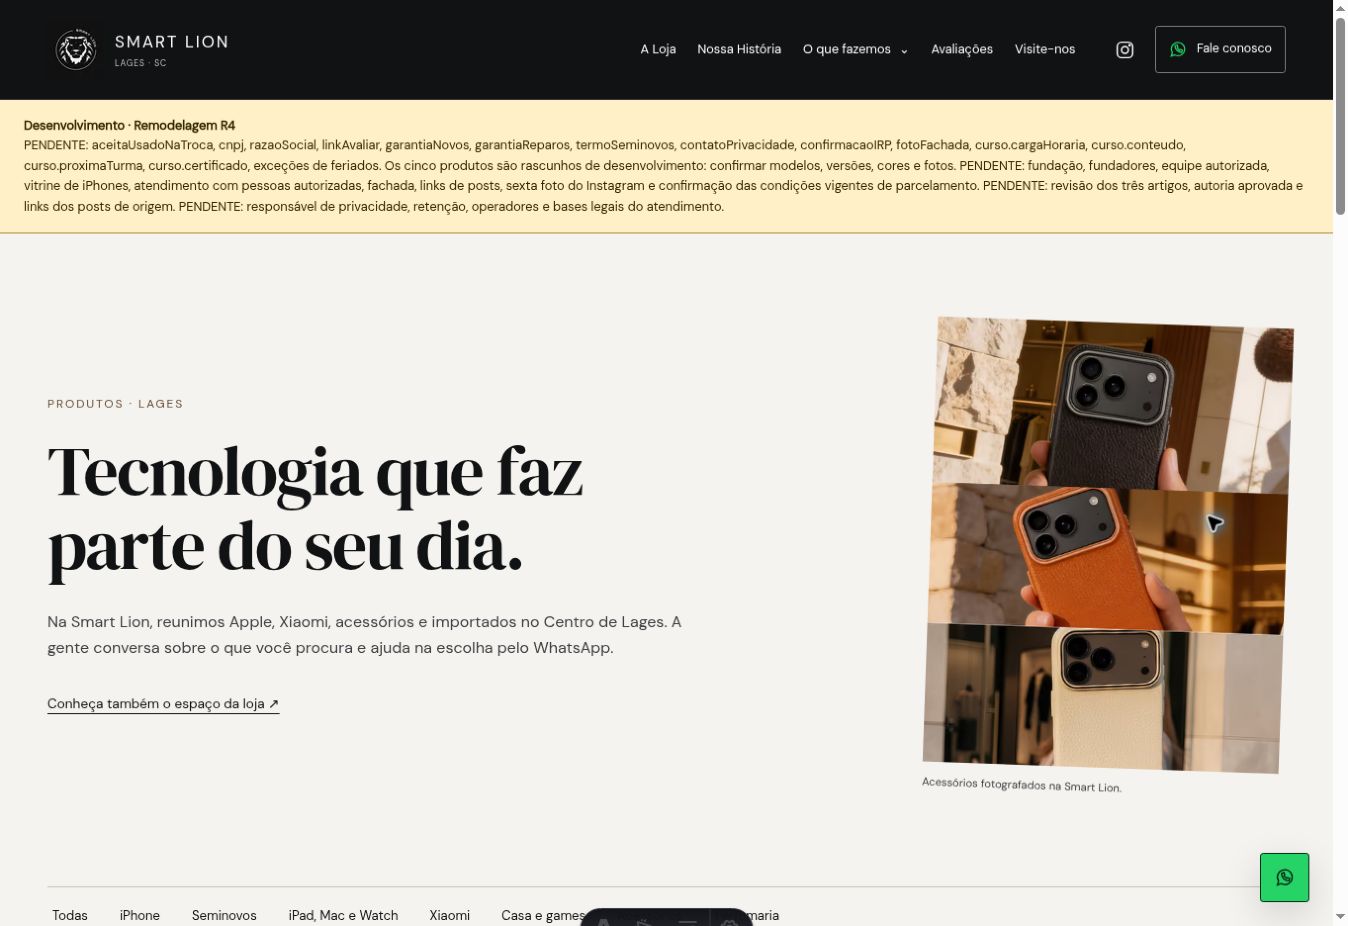 SMART LION
LAGES · SC
A Loja
Nossa História
O que fazemos
Avaliações
Visite-nos
Fale conosco
Desenvolvimento · Remodelagem R4
PENDENTE: aceitaUsadoNaTroca, cnpj, razaoSocial, linkAvaliar, garantiaNovos, garantiaReparos, termoSeminovos, contatoPrivacidade, confirmacaoIRP, fotoFachada, curso.cargaHoraria, curso.conteudo,
curso.proximaTurma, curso.certificado, exceções de feriados. Os cinco produtos são rascunhos de desenvolvimento: confirmar modelos, versões, cores e fotos. PENDENTE: fundação, fundadores, equipe autorizada,
vitrine de iPhones, atendimento com pessoas autorizadas, fachada, links de posts, sexta foto do Instagram e confirmação das condições vigentes de parcelamento. PENDENTE: revisão dos três artigos, autoria aprovada e
links dos posts de origem. PENDENTE: responsável de privacidade, retenção, operadores e bases legais do atendimento.
PRODUTOS · LAGES
Tecnologia que faz
parte do seu dia.
Na Smart Lion, reunimos Apple, Xiaomi, acessórios e importados no Centro de Lages. A
gente conversa sobre o que você procura e ajuda na escolha pelo WhatsApp.
Conheça também o espaço da loja ↗
Acessórios fotografados na Smart Lion.
Todas
iPhone
Seminovos
iPad, Mac e Watch
Xiaomi
Casa e games